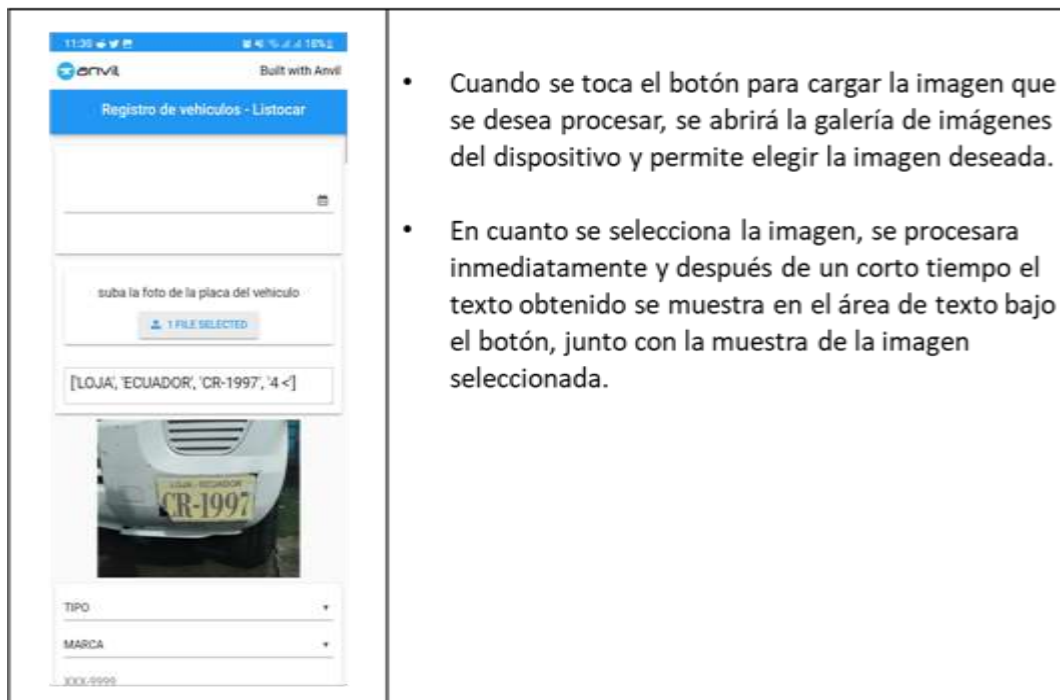 11:20 18%
anvil Built with Anvil
Registro de vehiculos - Listocar
suba la foto de la placa del vehiculo
1 FILE SELECTED
['LOJA', 'ECUADOR', 'CR-1997', '4 <']
LOJA - ECUADOR
CR-1997
TIPO
MARCA
XXX-9999
• Cuando se toca el botón para cargar la imagen que
se desea procesar, se abrirá la galería de imágenes
del dispositivo y permite elegir la imagen deseada.
• En cuanto se selecciona la imagen, se procesara
inmediatamente y después de un corto tiempo el
texto obtenido se muestra en el área de texto bajo
el botón, junto con la muestra de la imagen
seleccionada.